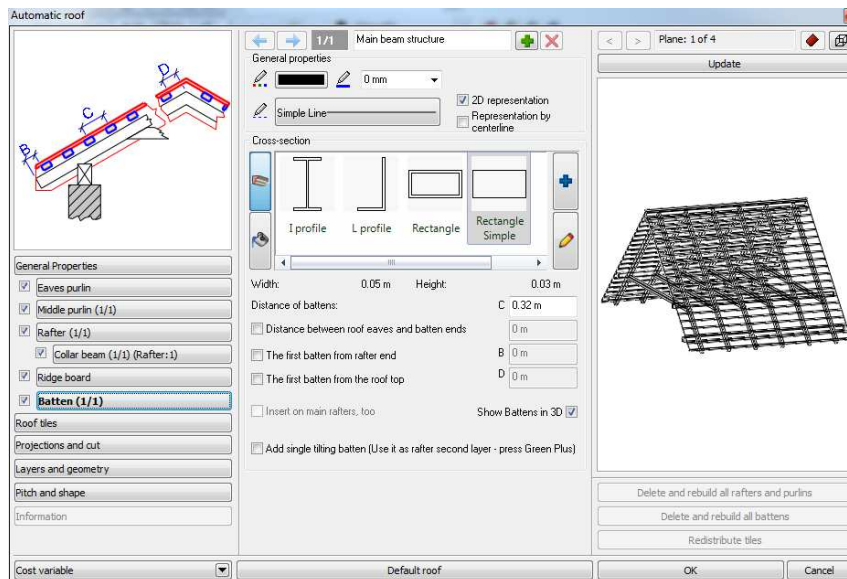 Automatic roof
D
C
B
General Properties
Eaves purlin
Middle purlin (1/1)
Rafter (1/1)
Collar beam (1/1) (Rafter:1)
Ridge board
Batten (1/1)
Roof tiles
Projections and cut
Layers and geometry
Pitch and shape
Information
Cost variable
1/1
Main beam structure
General properties
0 mm
Simple Line
2D representation
Representation by
centerline
Cross-section
I profile
L profile
Rectangle
Rectangle
Simple
Width: 0.05 m Height: 0.03 m
Distance of battens: C 0.32 m
Distance between roof eaves and batten ends 0 m
The first batten from rafter end B 0 m
The first batten from the roof top D 0 m
Insert on main rafters, too Show Battens in 3D
Add single tilting batten (Use it as rafter second layer - press Green Plus)
Default roof
< > Plane: 1 of 4
Update
Delete and rebuild all rafters and purlins
Delete and rebuild all battens
Redistribute tiles
OK Cancel